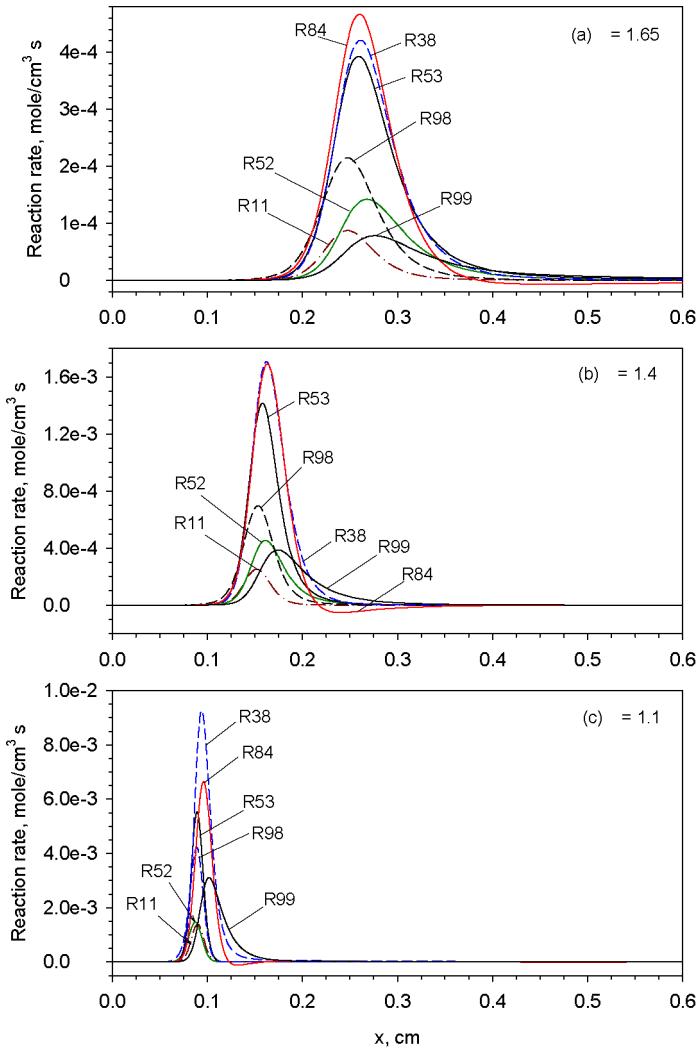 R84
R38
(a) = 1.65
4e-4
R53
3e-4
R98
2e-4
R52
R99
1e-4
R11
0
0.0 0.1 0.2 0.3 0.4 0.5 0.6
Reaction rate, mole/cm³ s
1.6e-3
(b) = 1.4
R53
1.2e-3
R98
8.0e-4
R52
R11
R38
R99
4.0e-4
R84
0.0
0.0 0.1 0.2 0.3 0.4 0.5 0.6
Reaction rate, mole/cm³ s
1.0e-2
R38
(c) = 1.1
8.0e-3
R84
6.0e-3
R53
R98
4.0e-3
R52
R11
R99
2.0e-3
0.0
0.0 0.1 0.2 0.3 0.4 0.5 0.6
Reaction rate, mole/cm³ s
x, cm